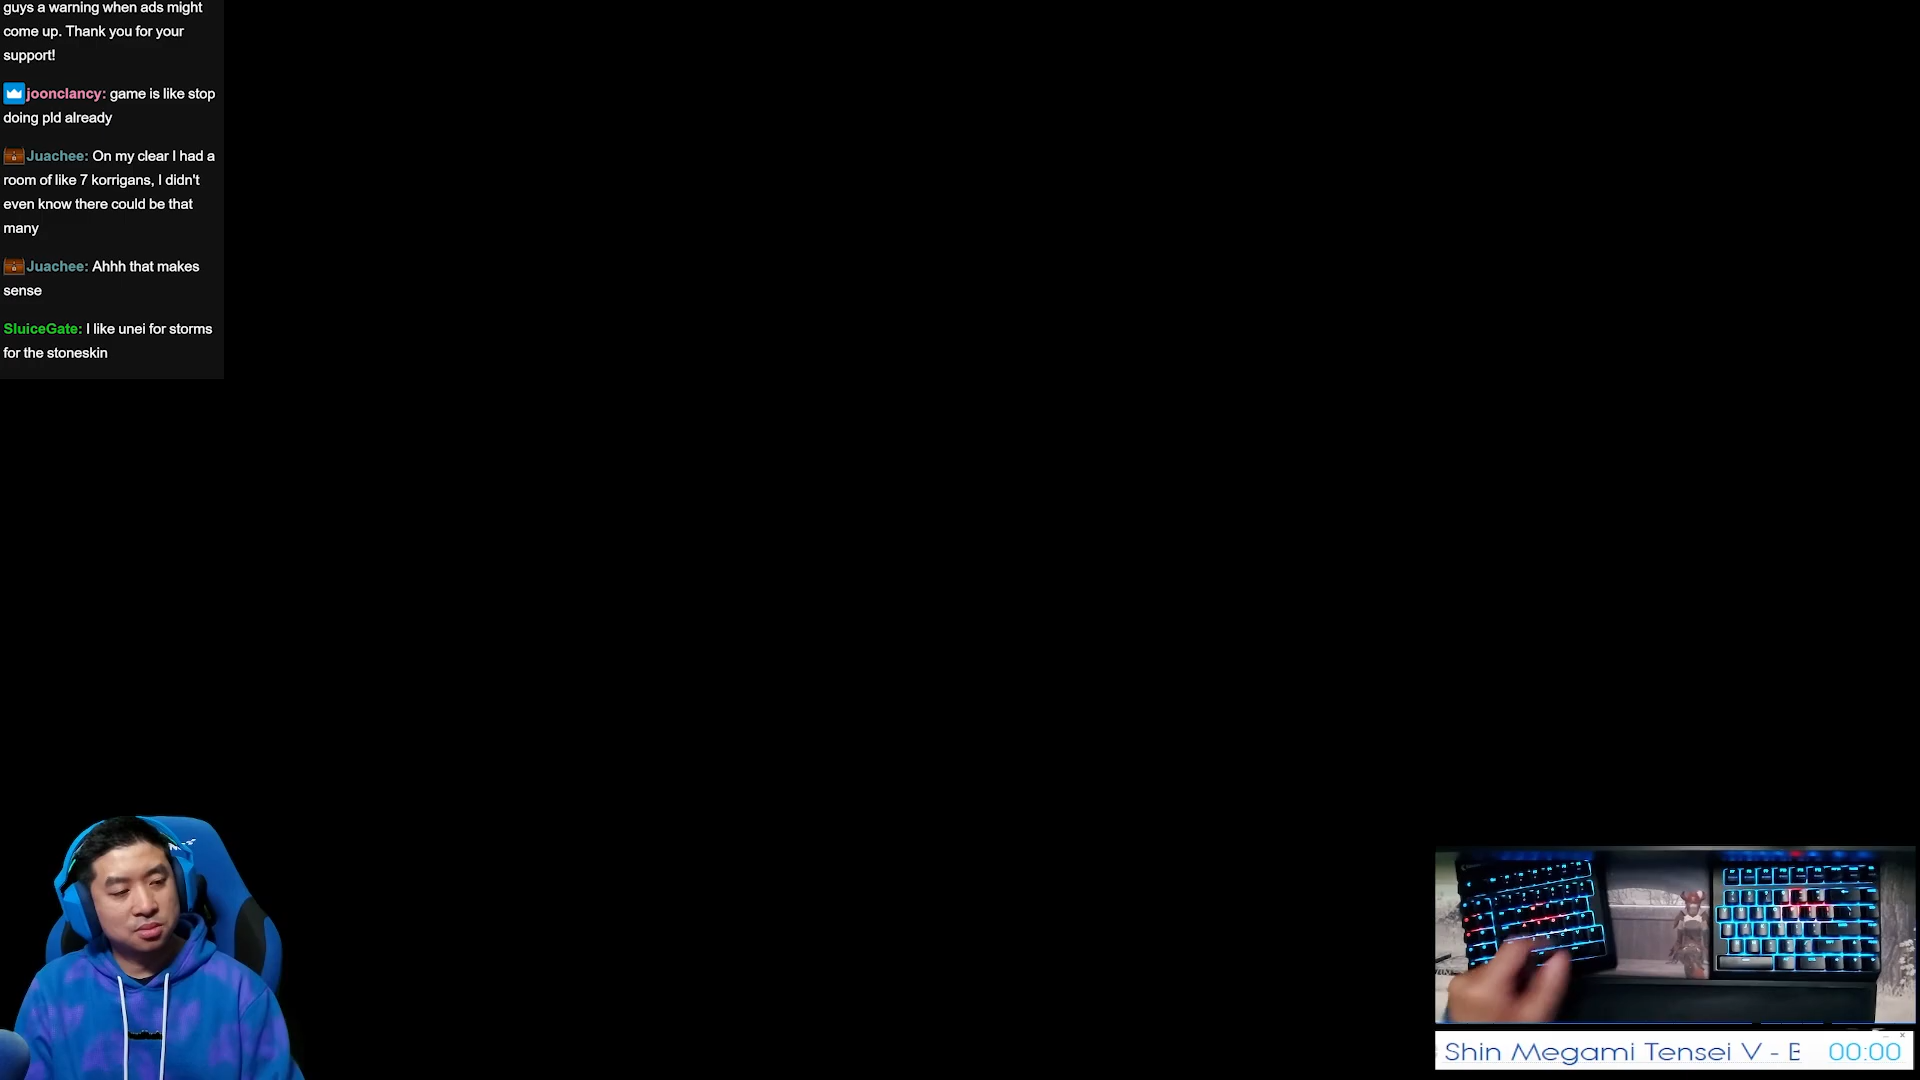 guys a warning when ads might
come up. Thank you for your
support!
joonclancy: game is like stop
doing pld already
Juachee: On my clear I had a
room of like 7 korrigans, I didn't
even know there could be that
many
Juachee: Ahhh that makes
sense
SluiceGate: I like unei for storms
for the stoneskin
Shin Megami Tensei V - E 00:00